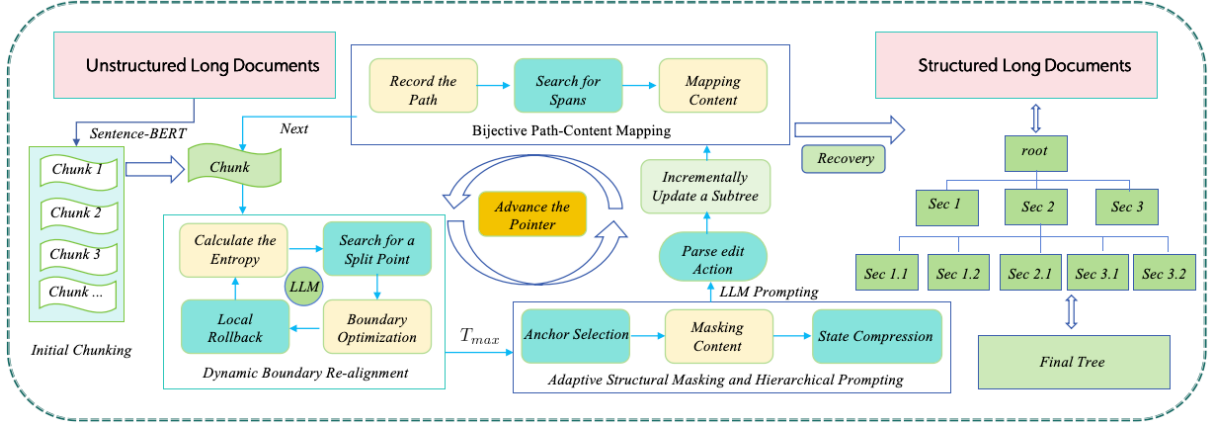 Unstructured Long Documents
Sentence-BERT
Chunk 1
Chunk 2
Chunk 3
Chunk ...
Initial Chunking
Next
Chunk
Record the
Path
Search for
Spans
Mapping
Content
Bijective Path-Content Mapping
Calculate the
Entropy
Search for a
Split Point
LLM
Local
Rollback
Boundary
Optimization
Dynamic Boundary Re-alignment
T_max
Advance the
Pointer
Incrementally
Update a Subtree
Parse edit
Action
LLM Prompting
Anchor Selection
Masking
Content
State Compression
Adaptive Structural Masking and Hierarchical Prompting
Recovery
Structured Long Documents
root
Sec 1
Sec 2
Sec 3
Sec 1.1
Sec 1.2
Sec 2.1
Sec 3.1
Sec 3.2
Final Tree